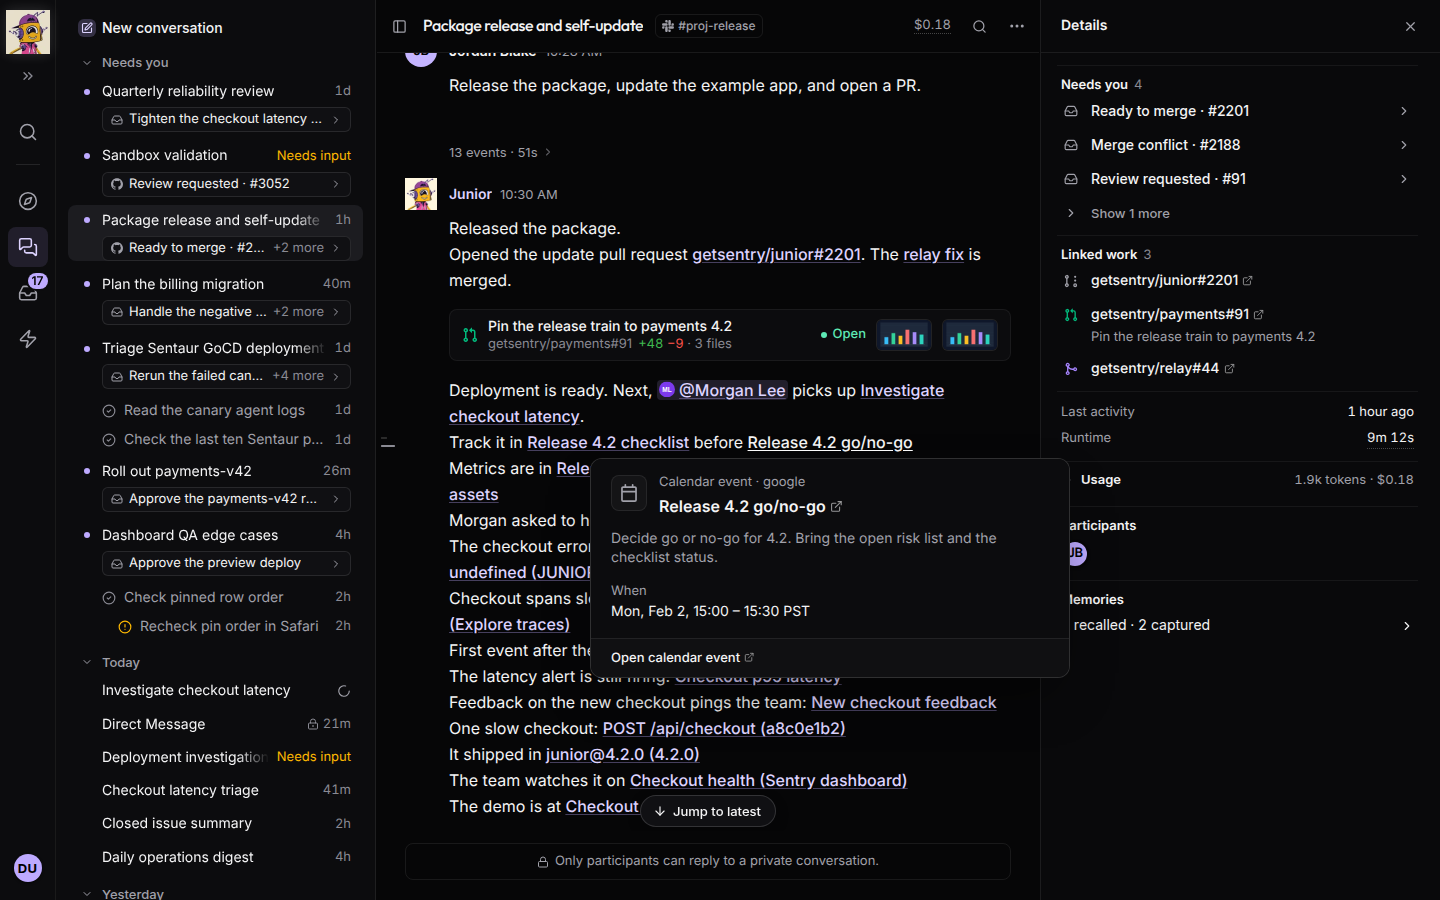 New conversation
Needs you
Quarterly reliability review 1d
Tighten the checkout latency ...
Sandbox validation Needs input
Review requested · #3052
Package release and self-update 1h
Ready to merge · #2... +2 more
Plan the billing migration 40m
Handle the negative ... +2 more
Triage Sentaur GoCD deployment 1d
Rerun the failed can... +4 more
Read the canary agent logs 1d
Check the last ten Sentaur p... 1d
Roll out payments-v42 26m
Approve the payments-v42 r...
Dashboard QA edge cases 4h
Approve the preview deploy
Check pinned row order 2h
Recheck pin order in Safari 2h
Today
Investigate checkout latency
Direct Message 21m
Deployment investigation Needs input
Checkout latency triage 41m
Closed issue summary 2h
Daily operations digest 4h
Yesterday
17
DU
Package release and self-update #proj-release $0.18
Jordan Blake 10:28 AM
Release the package, update the example app, and open a PR.
13 events · 51s
Junior 10:30 AM
Released the package.
Opened the update pull request getsentry/junior#2201. The relay fix is
merged.
Pin the release train to payments 4.2
getsentry/payments#91 +48 −9 · 3 files
Open
Deployment is ready. Next, ML @Morgan Lee picks up Investigate
checkout latency.
Track it in Release 4.2 checklist before Release 4.2 go/no-go
Metrics are in Rele
assets
Morgan asked to h
The checkout error
undefined (JUNIOR
Checkout spans slo
(Explore traces)
First event after the
The latency alert is still firing: Checkout p95 latency
Feedback on the new checkout pings the team: New checkout feedback
One slow checkout: POST /api/checkout (a8c0e1b2)
It shipped in junior@4.2.0 (4.2.0)
The team watches it on Checkout health (Sentry dashboard)
The demo is at Checkout
Jump to latest
Only participants can reply to a private conversation.
Calendar event · google
Release 4.2 go/no-go
Decide go or no-go for 4.2. Bring the open risk list and the
checklist status.
When
Mon, Feb 2, 15:00 – 15:30 PST
Open calendar event
Details
Needs you 4
Ready to merge · #2201
Merge conflict · #2188
Review requested · #91
Show 1 more
Linked work 3
getsentry/junior#2201
getsentry/payments#91
Pin the release train to payments 4.2
getsentry/relay#44
Last activity 1 hour ago
Runtime 9m 12s
Usage 1.9k tokens · $0.18
articipants
JB
emories
recalled · 2 captured